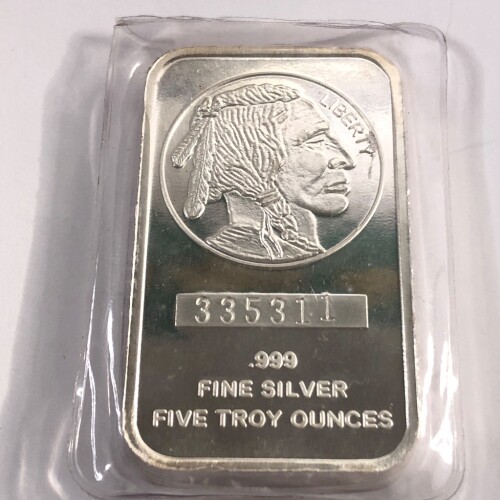 LIBERTY
335311
.999
FINE SILVER
FIVE TROY OUNCES